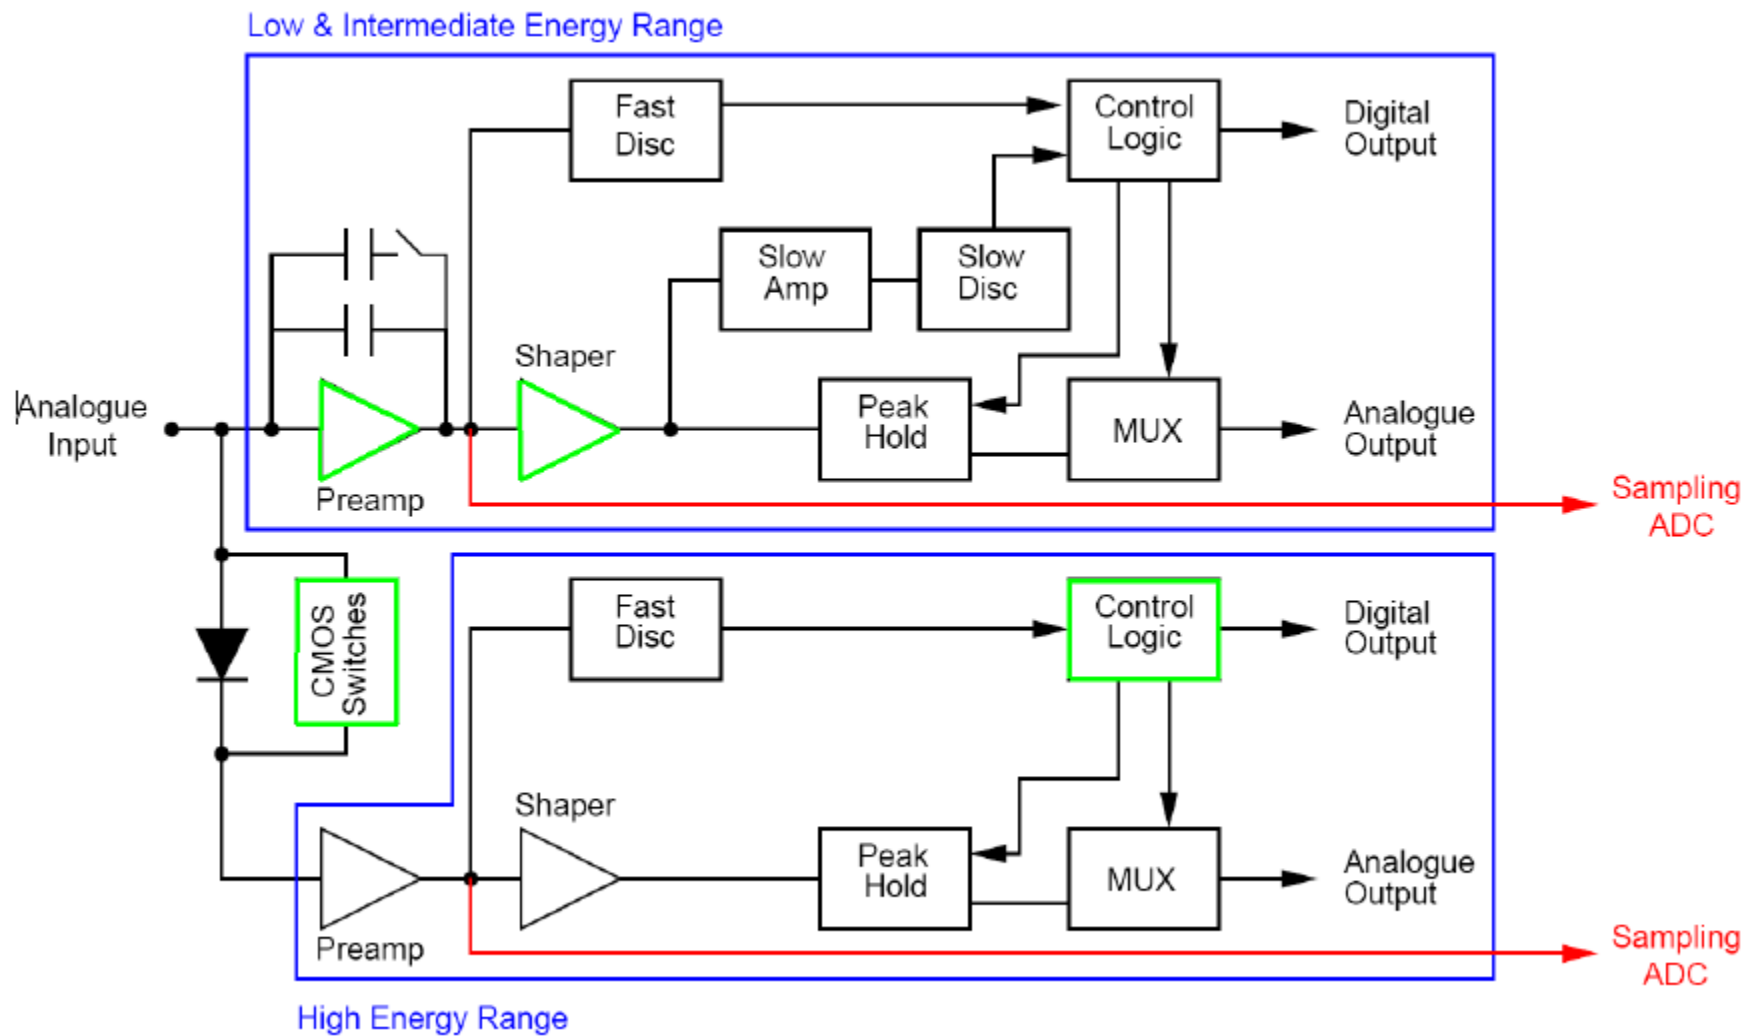 Low & Intermediate Energy Range
Fast
Disc
Control
Logic
Digital
Output
Slow
Amp
Slow
Disc
Shaper
Analogue
Input
Preamp
Peak
Hold
MUX
Analogue
Output
Sampling
ADC
CMOS
Switches
Fast
Disc
Control
Logic
Digital
Output
Shaper
Preamp
Peak
Hold
MUX
Analogue
Output
Sampling
ADC
High Energy Range